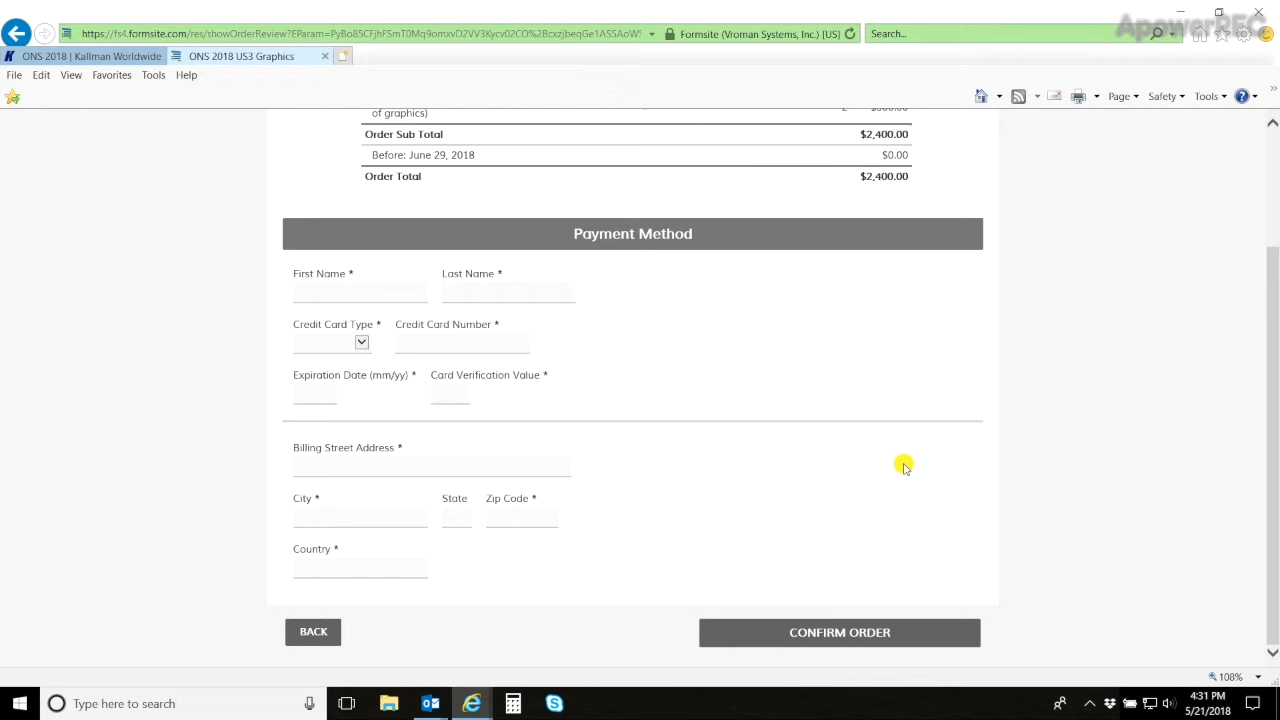 ApowerREC
https://fs4.formsite.com/res/showOrderReview?EParam=PyBo85CFjhFSmT0Mq9omxvD2VV3Kycv02CO%2BcxzjbeqGe1AS5AoWS
Formsite (Vroman Systems, Inc.) [US]
Search...
ONS 2018 | Kallman Worldwide
ONS 2018 US3 Graphics
File Edit View Favorites Tools Help
Page Safety Tools
of graphics)
Order Sub Total $2,400.00
Before: June 29, 2018 $0.00
Order Total $2,400.00
Payment Method
First Name * Last Name *
Credit Card Type * Credit Card Number *
Expiration Date (mm/yy) * Card Verification Value *
Billing Street Address *
City * State Zip Code *
Country *
BACK CONFIRM ORDER
108%
Type here to search
4:31 PM
5/21/2018